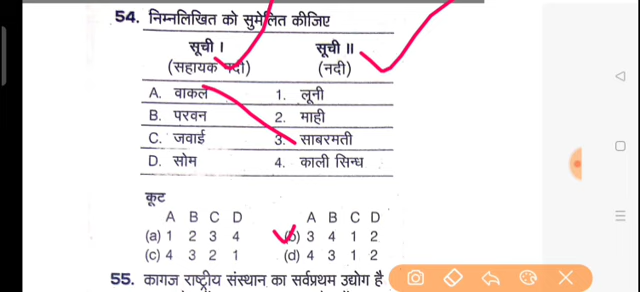 54. निम्नलिखित को सुमेलित कीजिए
सूची I सूची II
(सहायक नदी) (नदी)
A. वाकल 1. लूनी
B. परवन 2. माही
C. जवाई 3. साबरमती
D. सोम 4. काली सिन्ध
कूट
A B C D A B C D
(a) 1 2 3 4 (b) 3 4 1 2
(c) 4 3 2 1 (d) 4 3 1 2
55. कागज राष्ट्रीय संस्थान का सर्वप्रथम उद्योग है